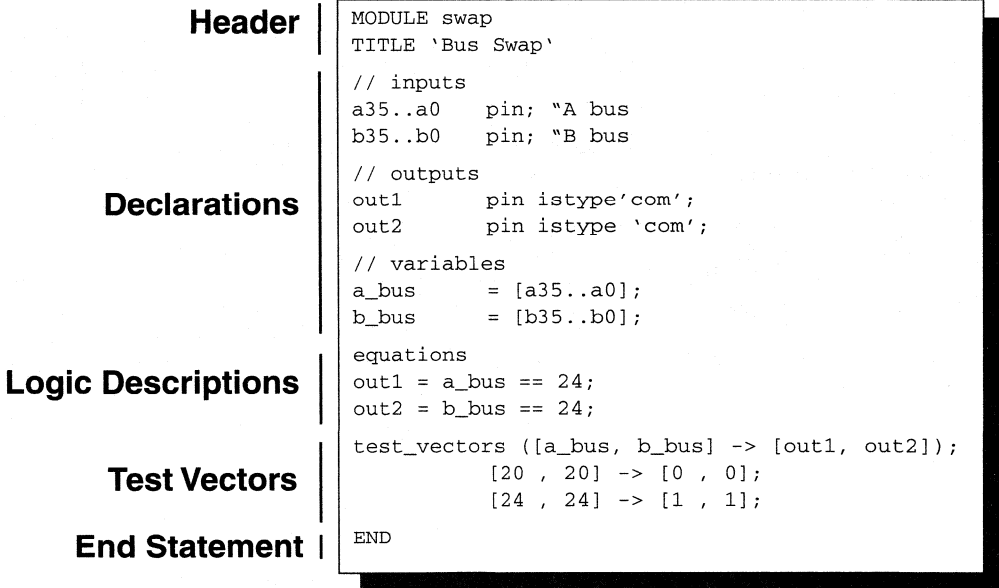 Header
MODULE swap
TITLE `Bus Swap`
Declarations
// inputs
a35..a0 pin; "A bus
b35..b0 pin; "B bus
// outputs
out1 pin istype'com';
out2 pin istype `com';
// variables
a_bus = [a35..a0];
b_bus = [b35..b0];
Logic Descriptions
equations
out1 = a_bus == 24;
out2 = b_bus == 24;
Test Vectors
test_vectors ([a_bus, b_bus] -> [out1, out2]);
[20 , 20] -> [0 , 0];
[24 , 24] -> [1 , 1];
End Statement
END